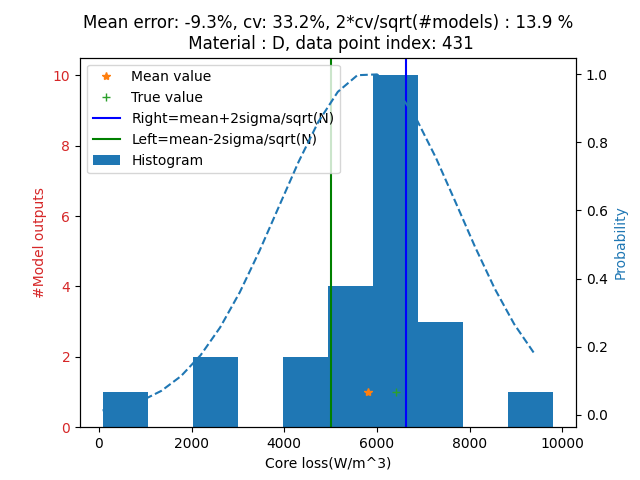 Mean error: -9.3%, cv: 33.2%, 2*cv/sqrt(#models) : 13.9 %
Material : D, data point index: 431
Mean value
True value
Right=mean+2sigma/sqrt(N)
Left=mean-2sigma/sqrt(N)
Histogram
#Model outputs
10
8
6
4
2
0
Probability
1.0
0.8
0.6
0.4
0.2
0.0
0
2000
4000
6000
8000
10000
Core loss(W/m^3)